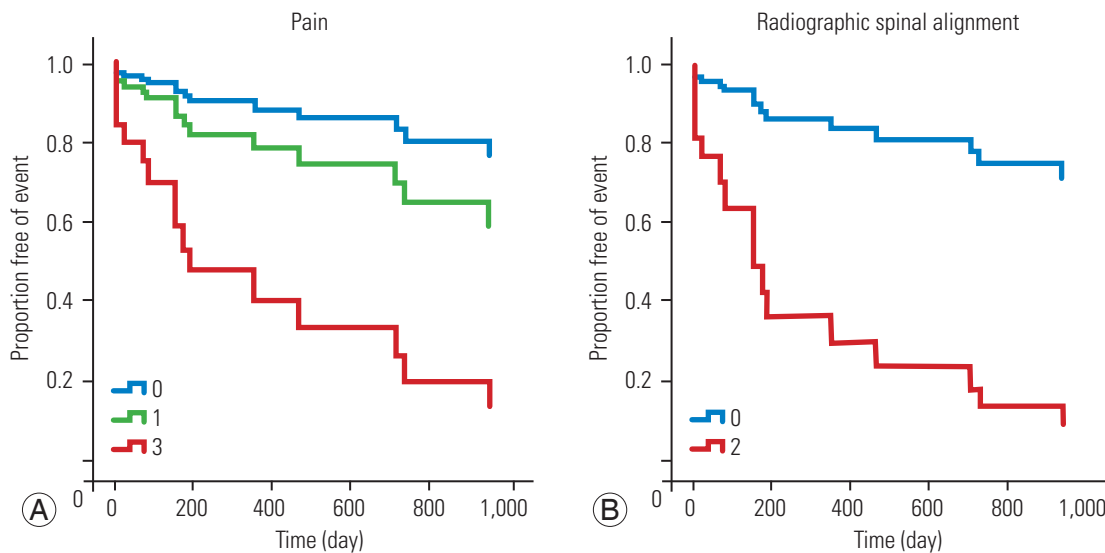 Pain
Proportion free of event
1.0
0.8
0.6
0.4
0.2
0
0
1
3
0 200 400 600 800 1,000
Time (day)
A
Radiographic spinal alignment
Proportion free of event
1.0
0.8
0.6
0.4
0.2
0
0
2
0 200 400 600 800 1,000
Time (day)
B